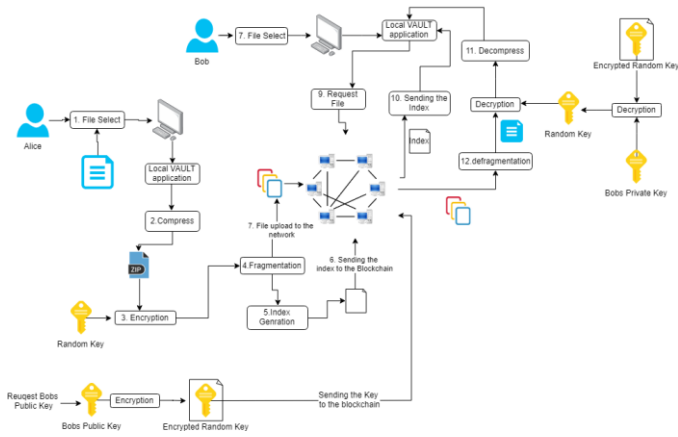 Bob
7. File Select
Local VAULT
application
11. Decompress
Encrypted Random Key
9. Request
File
10. Sending the
Index
Decryption
Random Key
Decryption
Index
12.defragmentation
Bobs Private Key
Alice
1. File Select
Local VAULT
application
2.Compress
ZIP
7. File upload to the
network
4.Fragmentation
6. Sending the
index to the Blockchain
5.Index
Genration
3. Encryption
Random Key
Reuqest Bobs
Public Key
Bobs Public Key
Encryption
Encrypted Random Key
Sending the Key
to the blockchain